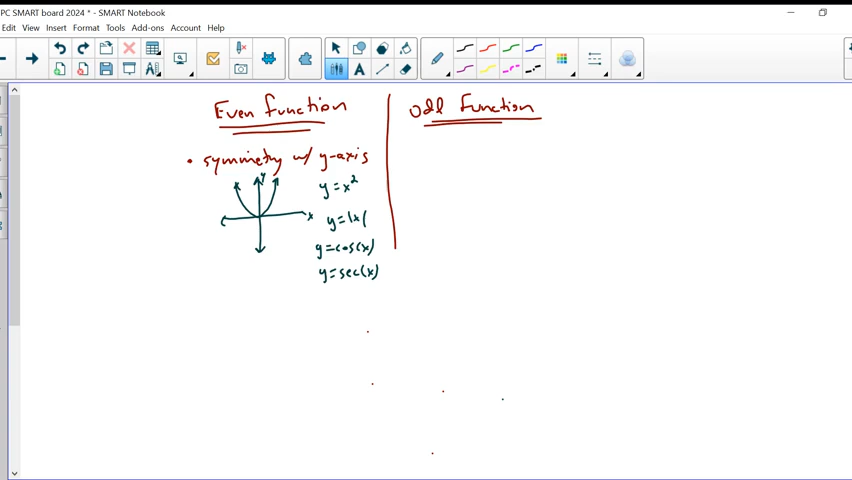 PC SMART board 2024 * - SMART Notebook
Edit View Insert Format Tools Add-ons Account Help
Even function
odd function
• symmetry w/ y-axis
y
x
y=x²
y=|x|
y=cos(x)
y=sec(x)